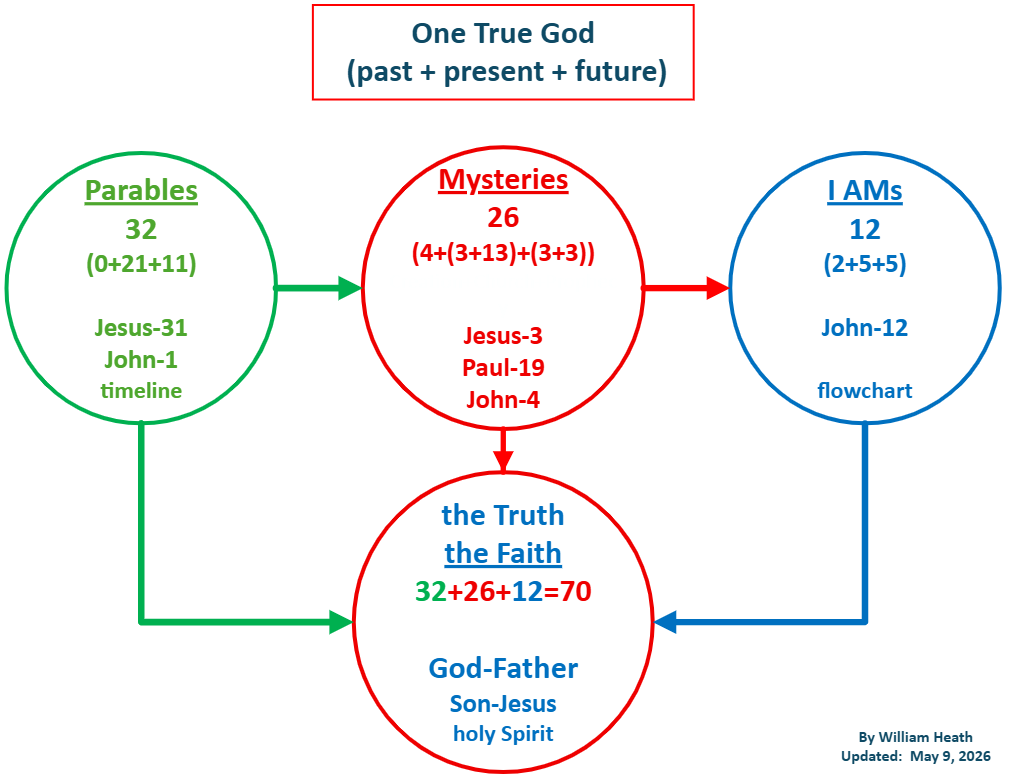 One True God
(past + present + future)
Parables
32
(0+21+11)
Jesus-31
John-1
timeline
Mysteries
26
(4+(3+13)+(3+3))
Jesus-3
Paul-19
John-4
I AMs
12
(2+5+5)
John-12
flowchart
the Truth
the Faith
32+26+12=70
God-Father
Son-Jesus
holy Spirit
By William Heath
Updated:  May 9, 2026